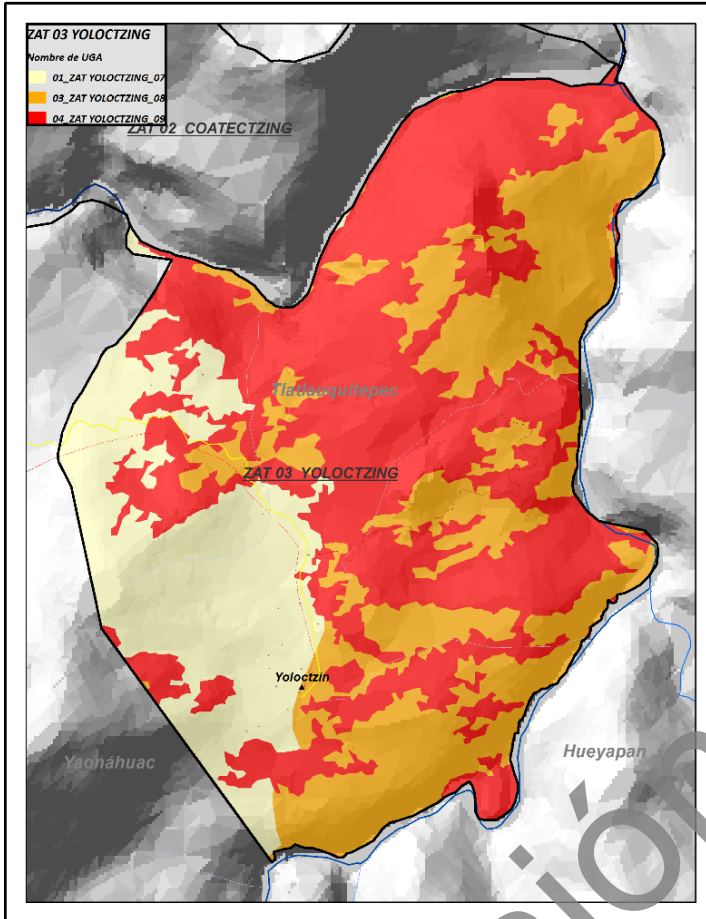 ZAT 03 YOLOCTZING
Nombre de UGA
01_ZAT YOLOCTZING_07
03_ZAT YOLOCTZING_08
04_ZAT YOLOCTZING_09
ZAT 02 COATECTZING
Tlatlauquitepec
ZAT 03 YOLOCTZING
Yoloctzin
Yaonáhuac
Hueyapan
ión